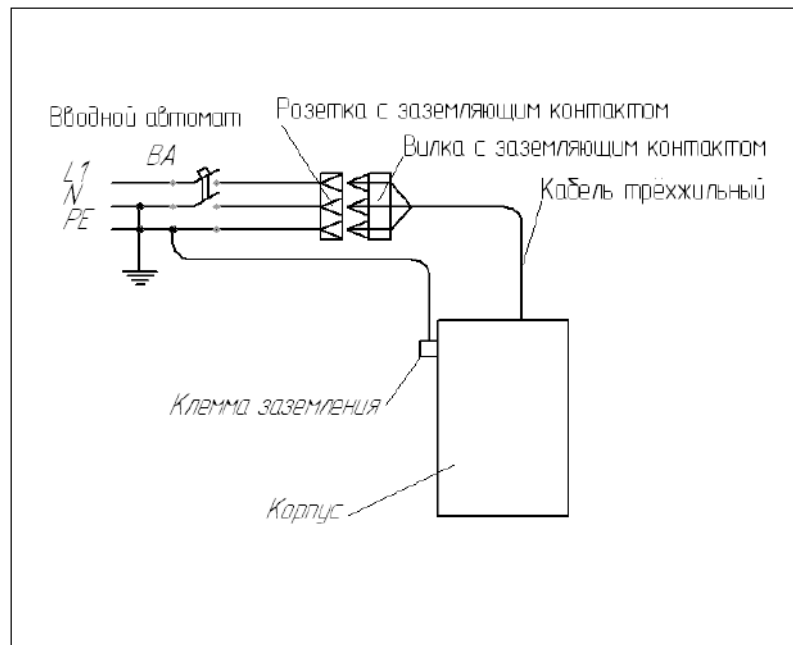 Розетка с заземляющим контактом
Вводной автомат
Вилка с заземляющим контактом
ВА
Кабель трёхжильный
L1
N
PE
Клемма заземления
Корпус